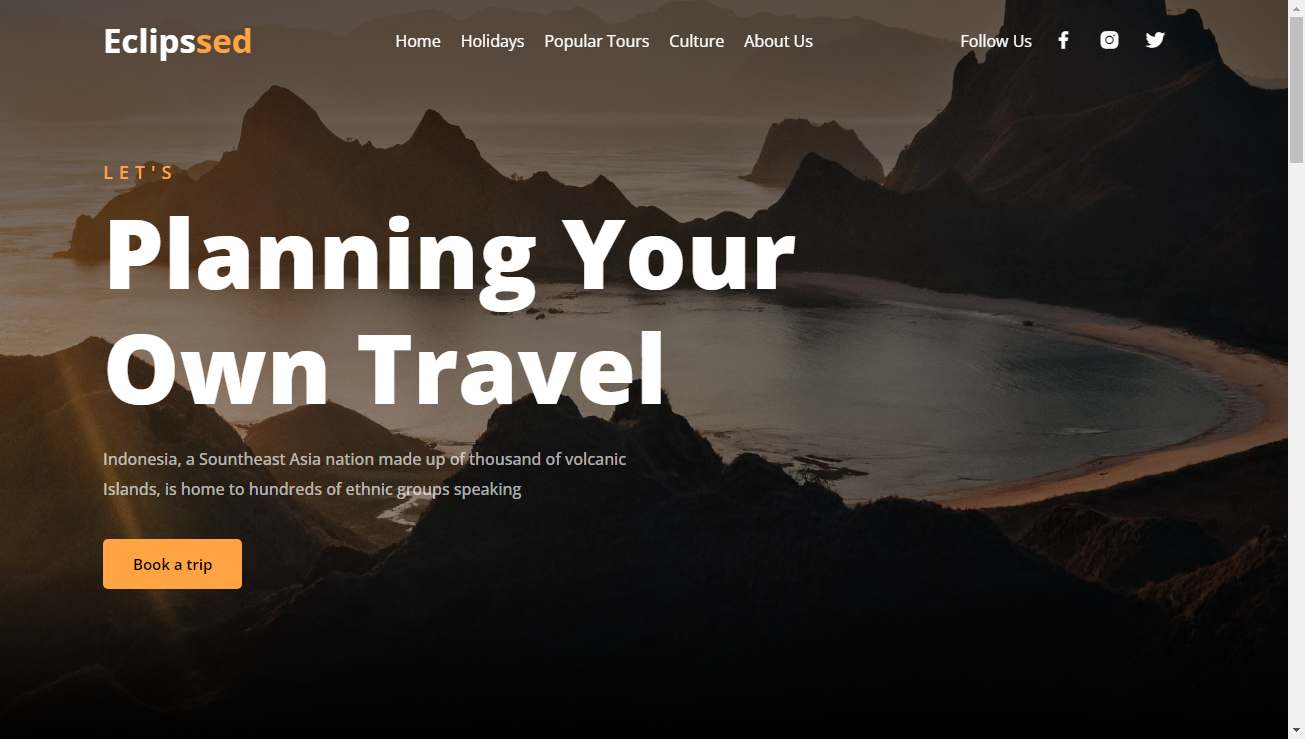 Eclipssed
Home Holidays Popular Tours Culture About Us
Follow Us
LET'S
Planning Your
Own Travel
Indonesia, a Sountheast Asia nation made up of thousand of volcanic
Islands, is home to hundreds of ethnic groups speaking
Book a trip